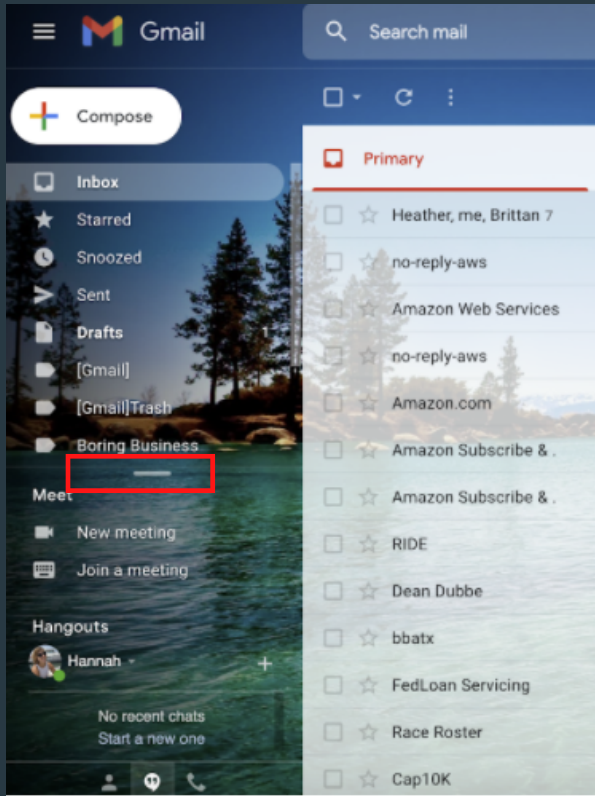 Gmail
Search mail
Compose
Primary
Inbox
Starred
Snoozed
Sent
Drafts 1
[Gmail]
[Gmail]Trash
Boring Business
Meet
New meeting
Join a meeting
Hangouts
Hannah
No recent chats
Start a new one
Heather, me, Brittan 7
no-reply-aws
Amazon Web Services
no-reply-aws
Amazon.com
Amazon Subscribe & .
Amazon Subscribe & .
RIDE
Dean Dubbe
bbatx
FedLoan Servicing
Race Roster
Cap10K